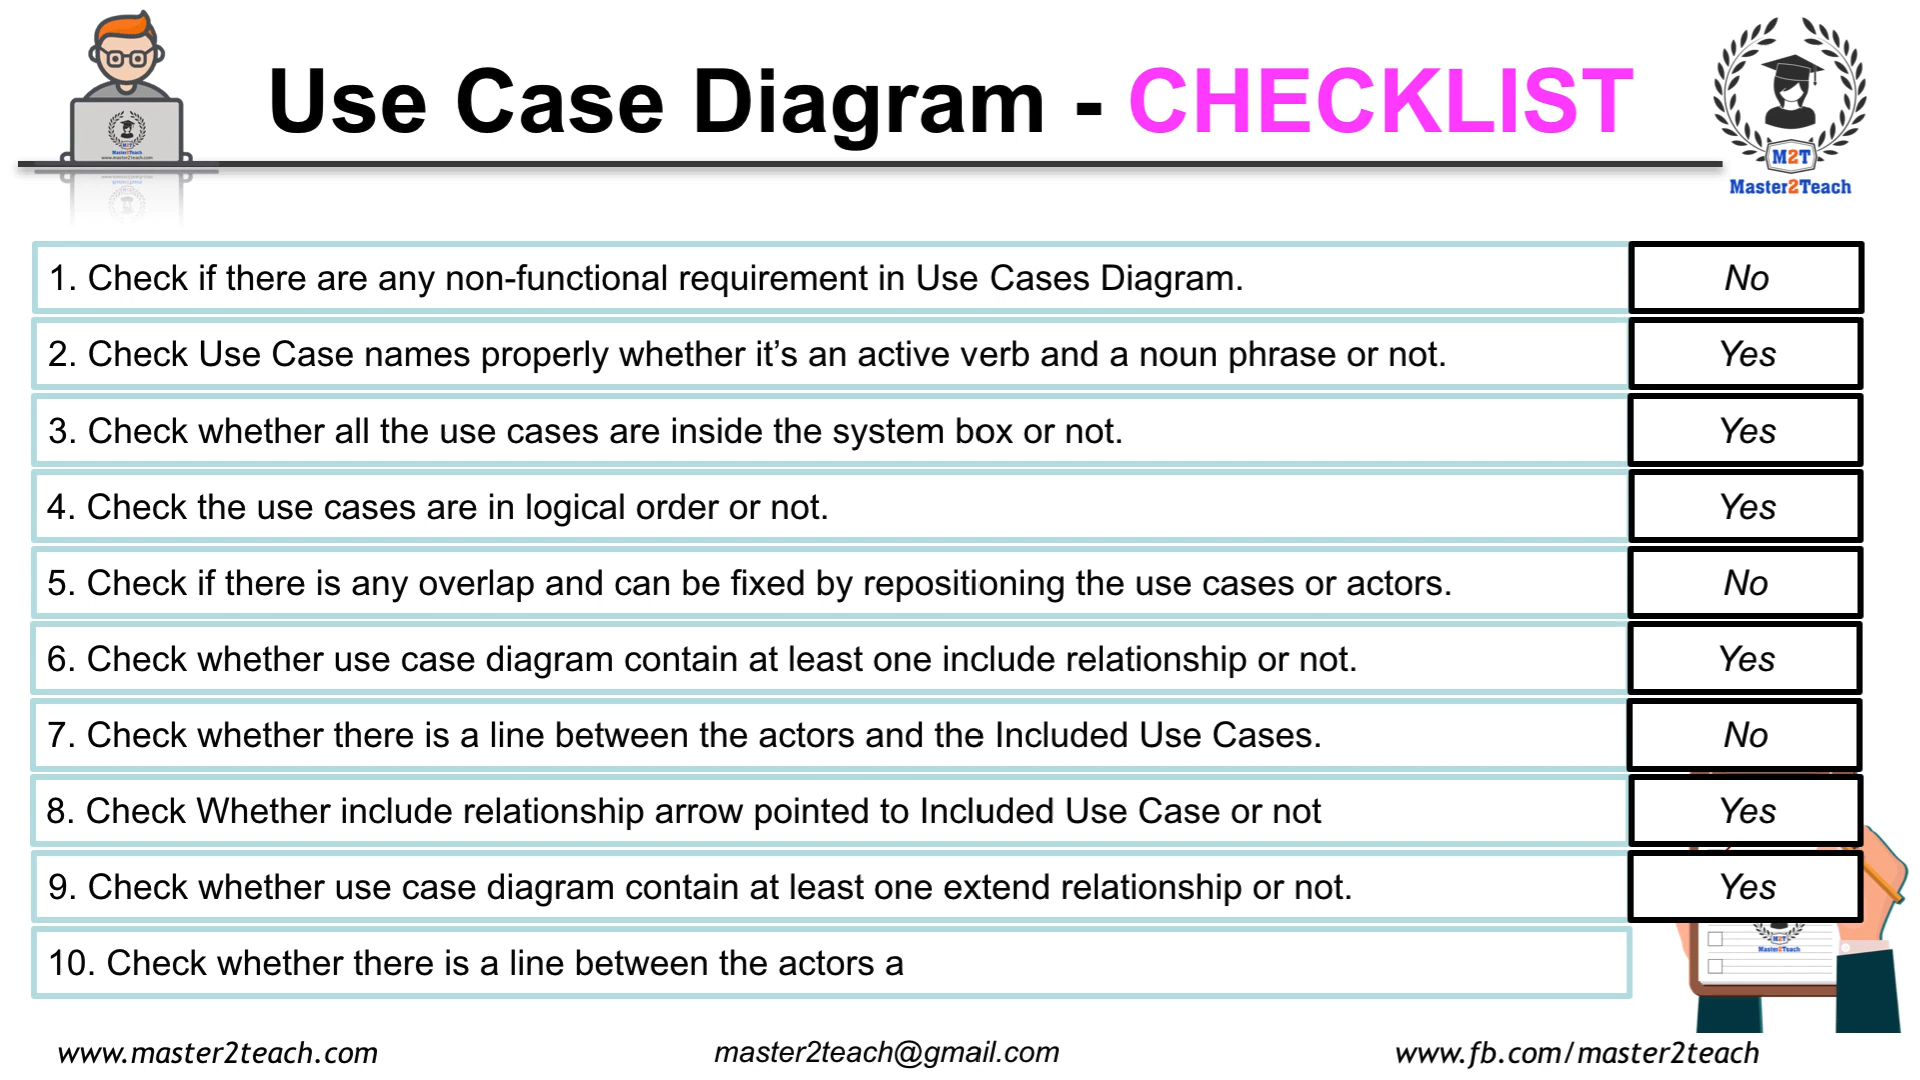 Use Case Diagram - CHECKLIST
M2T
Master2Teach
M2T
Master2Teach
www.master2teach.com
1. Check if there are any non-functional requirement in Use Cases Diagram.
No
2. Check Use Case names properly whether it’s an active verb and a noun phrase or not.
Yes
3. Check whether all the use cases are inside the system box or not.
Yes
4. Check the use cases are in logical order or not.
Yes
5. Check if there is any overlap and can be fixed by repositioning the use cases or actors.
No
6. Check whether use case diagram contain at least one include relationship or not.
Yes
7. Check whether there is a line between the actors and the Included Use Cases.
No
8. Check Whether include relationship arrow pointed to Included Use Case or not
Yes
9. Check whether use case diagram contain at least one extend relationship or not.
Yes
10. Check whether there is a line between the actors a
M2T
Master2Teach
www.master2teach.com
master2teach@gmail.com
www.fb.com/master2teach